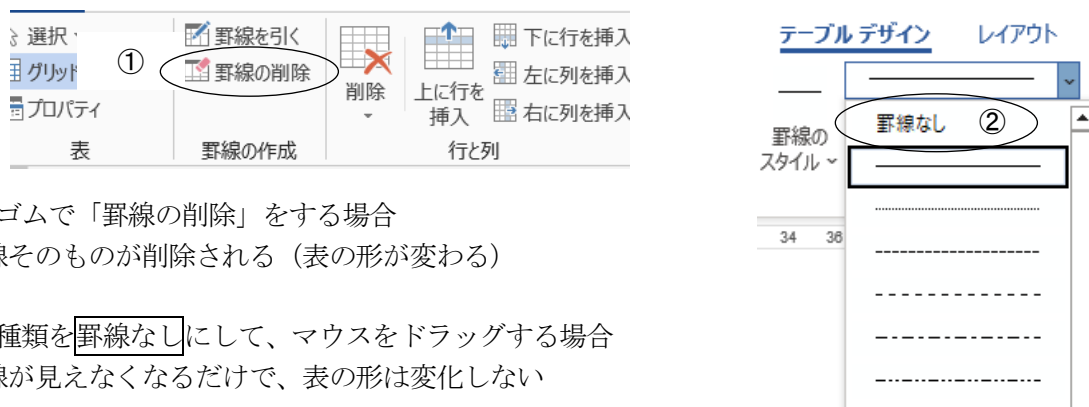 選択
グリッド
プロパティ
表
①
罫線を引く
罫線の削除
罫線の作成
削除
上に行を
挿入
下に行を挿入
左に列を挿入
右に列を挿入
行と列
ゴムで「罫線の削除」をする場合
線そのものが削除される（表の形が変わる）
種類を罫線なしにして、マウスをドラッグする場合
線が見えなくなるだけで、表の形は変化しない
テーブル デザイン レイアウト
罫線の
スタイル
罫線なし ②
34 36